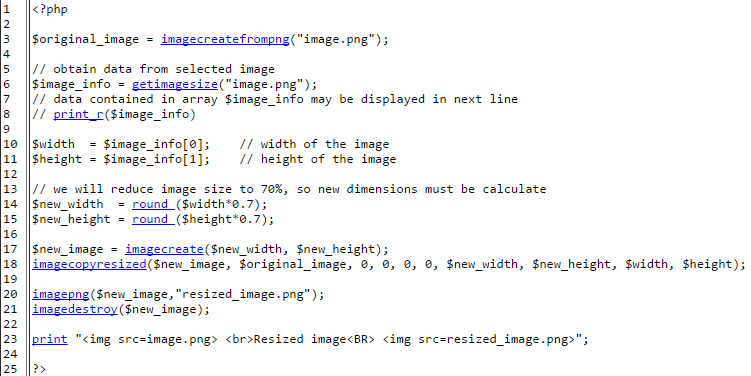 1 <?php
2
3 $original_image = imagecreatefrompng("image.png");
4
5 // obtain data from selected image
6 $image_info = getimagesize("image.png");
7 // data contained in array $image_info may be displayed in next line
8 // print_r($image_info)
9
10 $width  = $image_info[0];    // width of the image
11 $height = $image_info[1];    // height of the image
12
13 // we will reduce image size to 70%, so new dimensions must be calculate
14 $new_width  = round ($width*0.7);
15 $new_height = round ($height*0.7);
16
17 $new_image = imagecreate($new_width, $new_height);
18 imagecopyresized($new_image, $original_image, 0, 0, 0, 0, $new_width, $new_height, $width, $height);
19
20 imagepng($new_image,"resized_image.png");
21 imagedestroy($new_image);
22
23 print "<img src=image.png> <br>Resized image<BR> <img src=resized_image.png>";
24
25 ?>